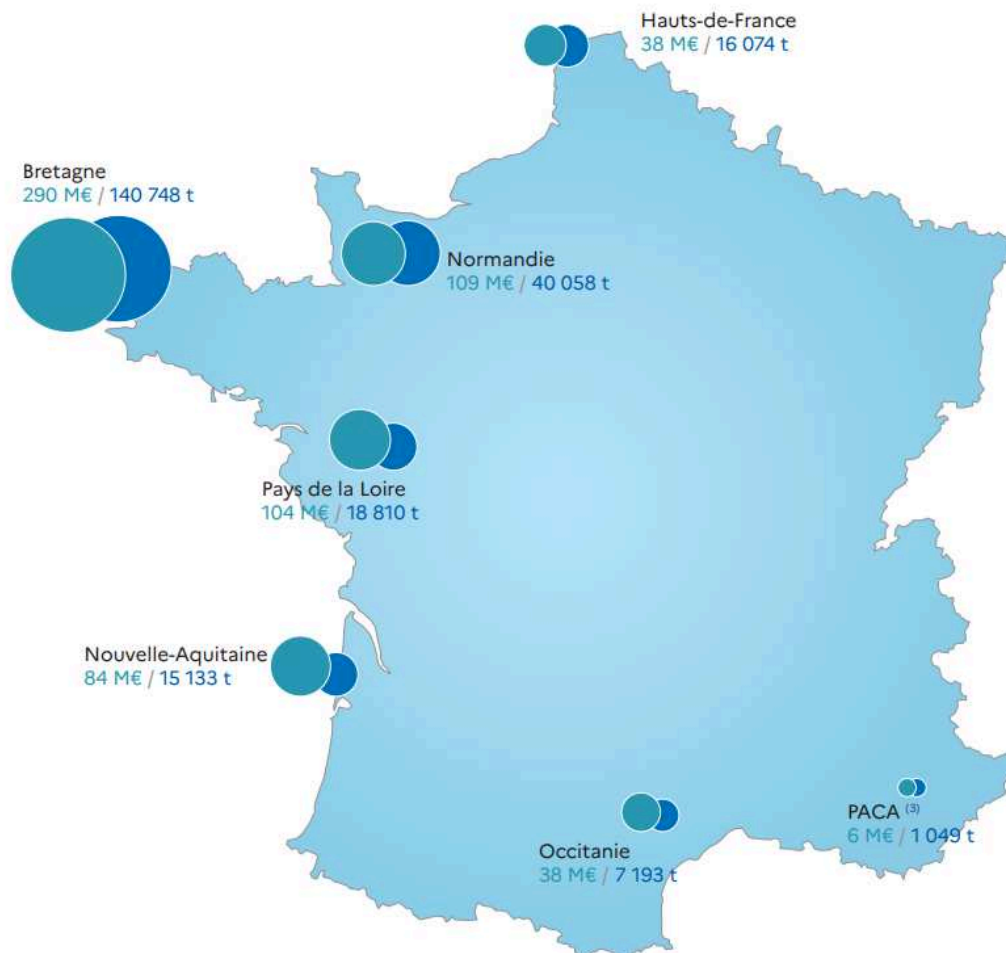 Hauts-de-France
38 M€ / 16 074 t
Bretagne
290 M€ / 140 748 t
Normandie
109 M€ / 40 058 t
Pays de la Loire
104 M€ / 18 810 t
Nouvelle-Aquitaine
84 M€ / 15 133 t
PACA (3)
6 M€ / 1 049 t
Occitanie
38 M€ / 7 193 t